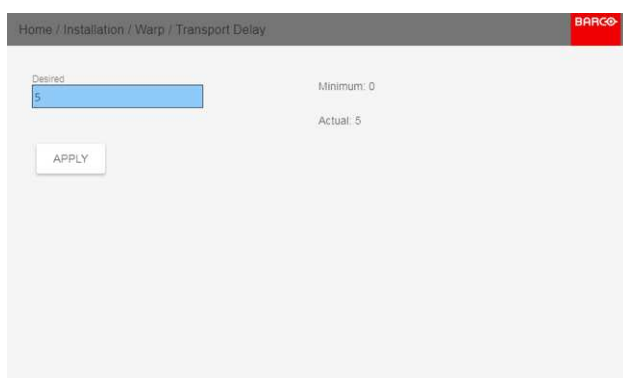 Home / Installation / Warp / Transport Delay
BARCO
Desired
5
Minimum: 0
Actual: 5
APPLY